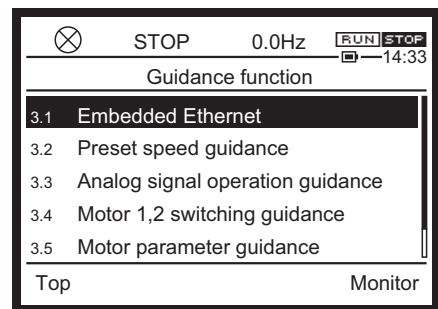 STOP 0.0Hz RUN STOP
14:33
Guidance function
3.1 Embedded Ethernet
3.2 Preset speed guidance
3.3 Analog signal operation guidance
3.4 Motor 1,2 switching guidance
3.5 Motor parameter guidance
Top Monitor